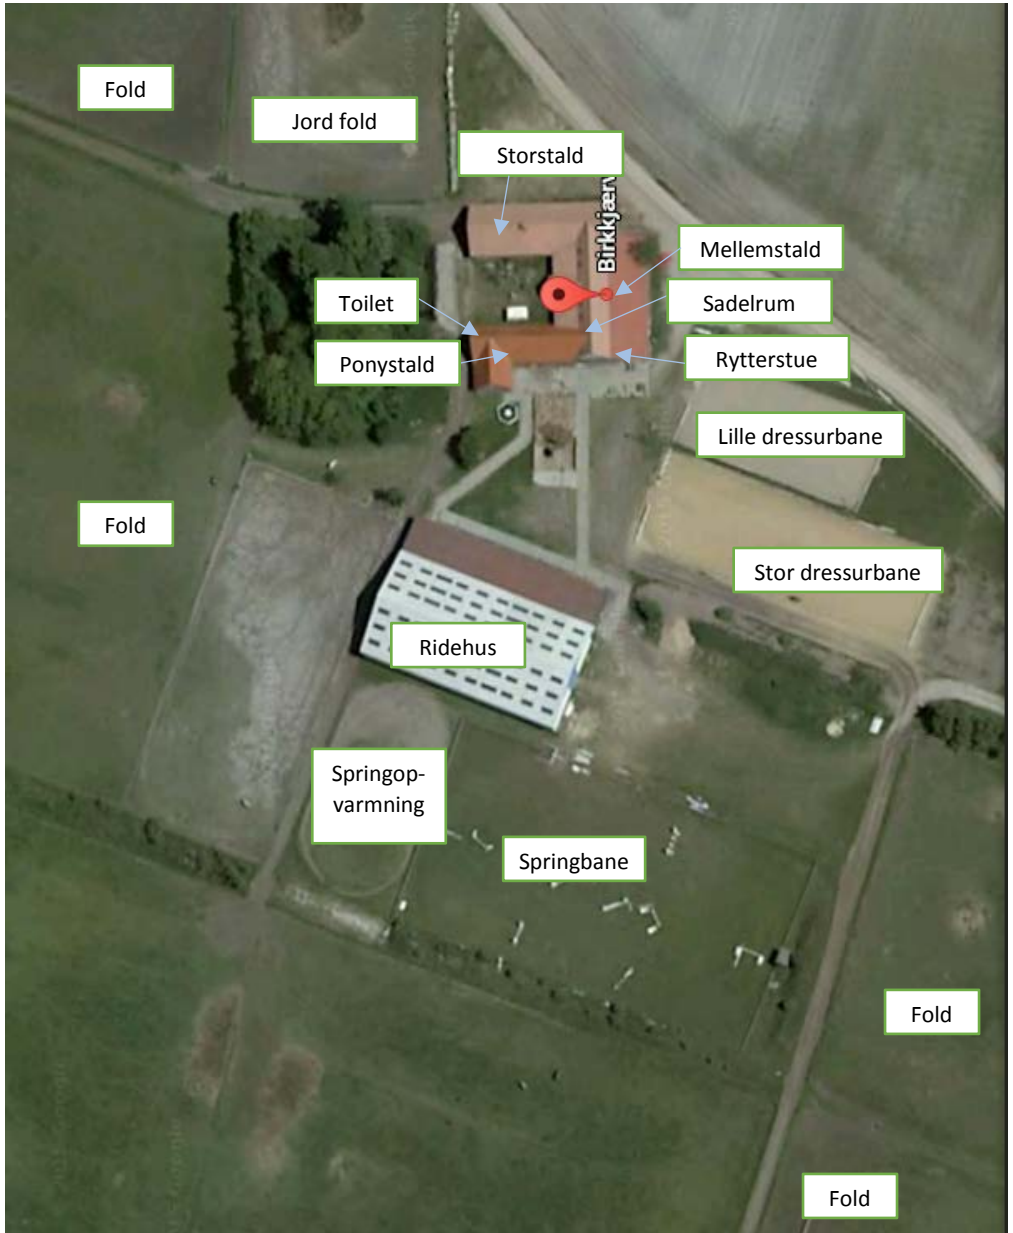 Fold
Jord fold
Storstald
Birkkjærv
Mellemstald
Toilet
Sadelrum
Ponystald
Rytterstue
Lille dressurbane
Fold
Stor dressurbane
Ridehus
Springop-
varmning
Springbane
Fold
Fold